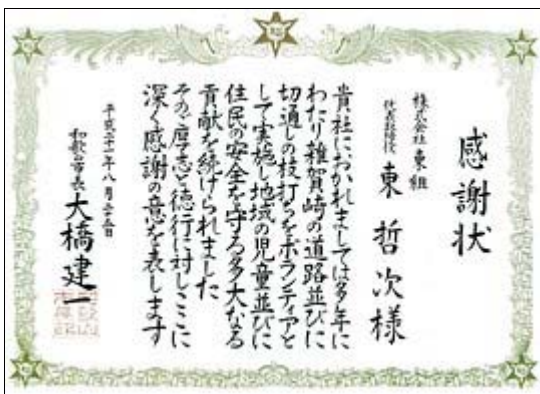 感謝状
株式会社 東組
代表取締役 東 哲次様
貴社におかれましては多年に
わたり雑賀崎の道路並びに
切通しの枝打ちをボランティアと
して実施し地域の児童並びに
住民の安全を守る多大なる
貢献を続けられました
そのご厚志と徳行に対しここに
深く感謝の意を表します
平成二十一年八月二十五日
和歌山市長 大橋建一